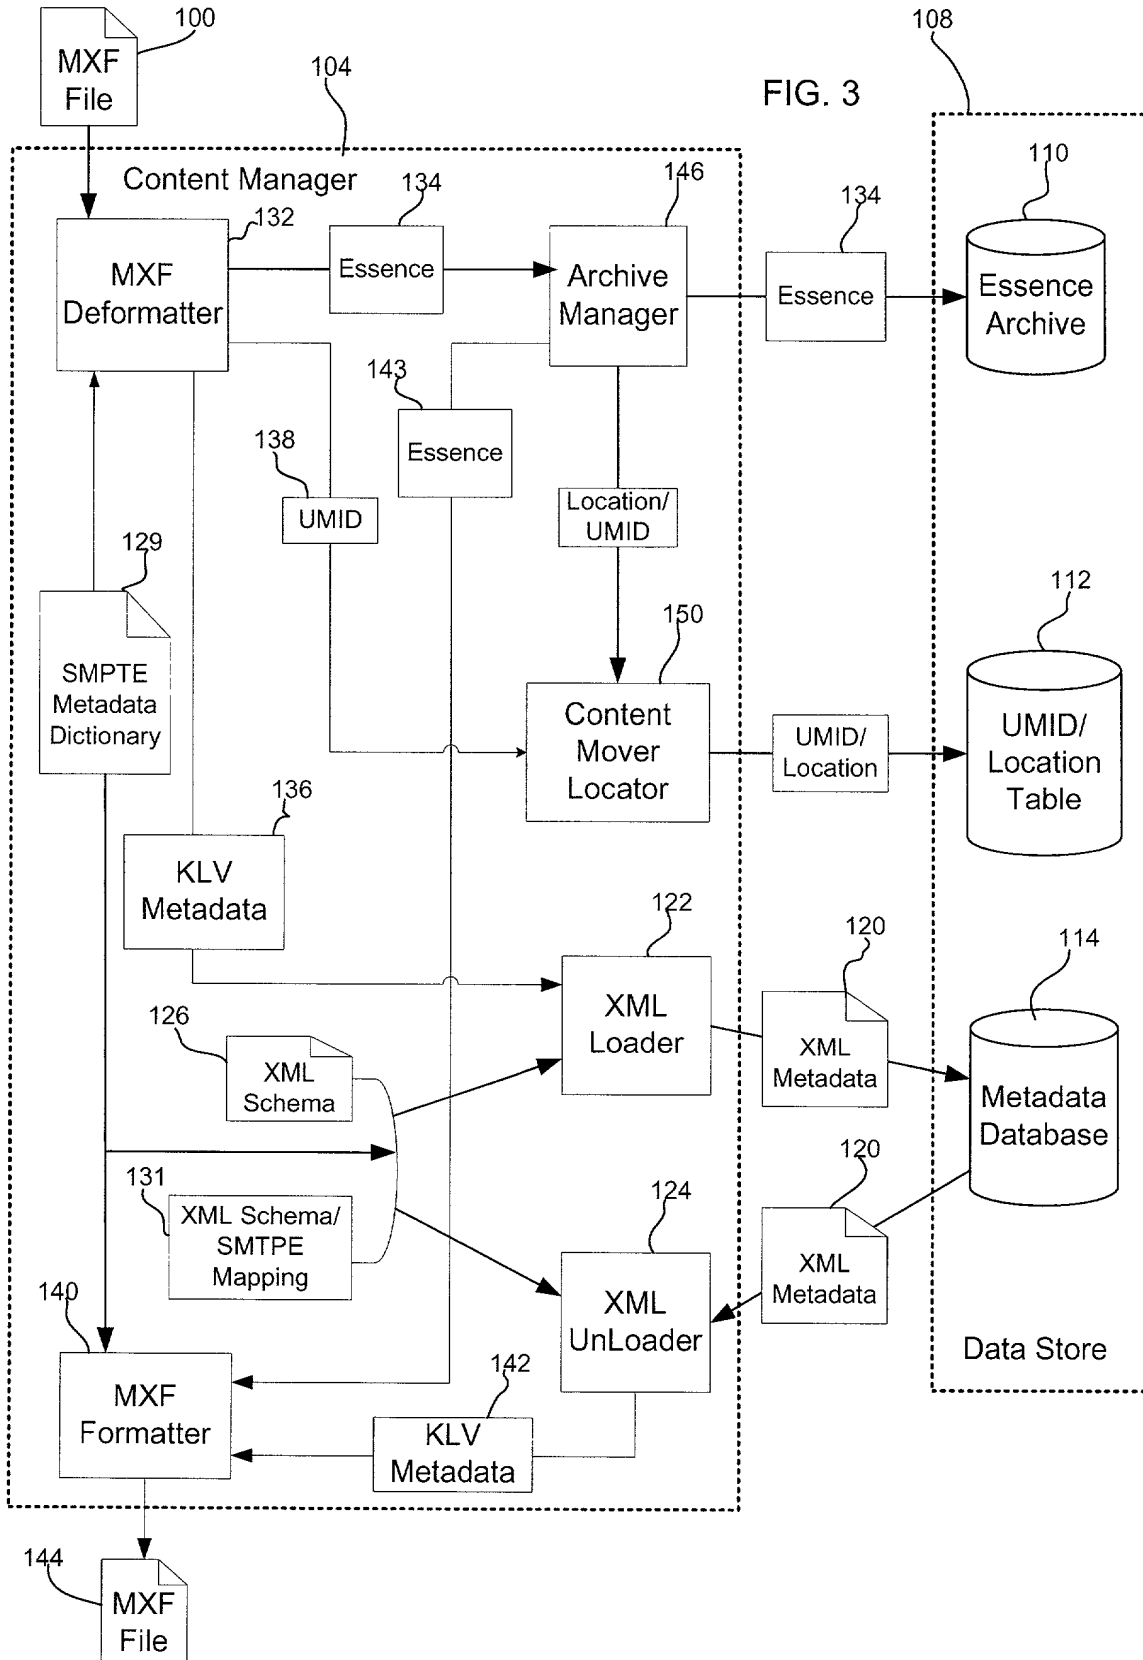 100
MXF
File
104
FIG. 3
108
Content Manager
134
146
134
110
132
MXF
Deformatter
Essence
Archive
Manager
Essence
Essence
Archive
143
Essence
138
UMID
Location/
UMID
129
SMPTE
Metadada
Dictionary
150
Content
Mover
Locator
UMID/
Location
112
UMID/
Location
Table
136
KLV
Metadata
122
XML
Loader
120
XML
Metadata
114
Metadata
Database
126
XML
Schema
131
XML Schema/
SMTPE
Mapping
124
XML
UnLoader
120
XML
Metadata
Data Store
140
MXF
Formatter
142
KLV
Metadata
144
MXF
File